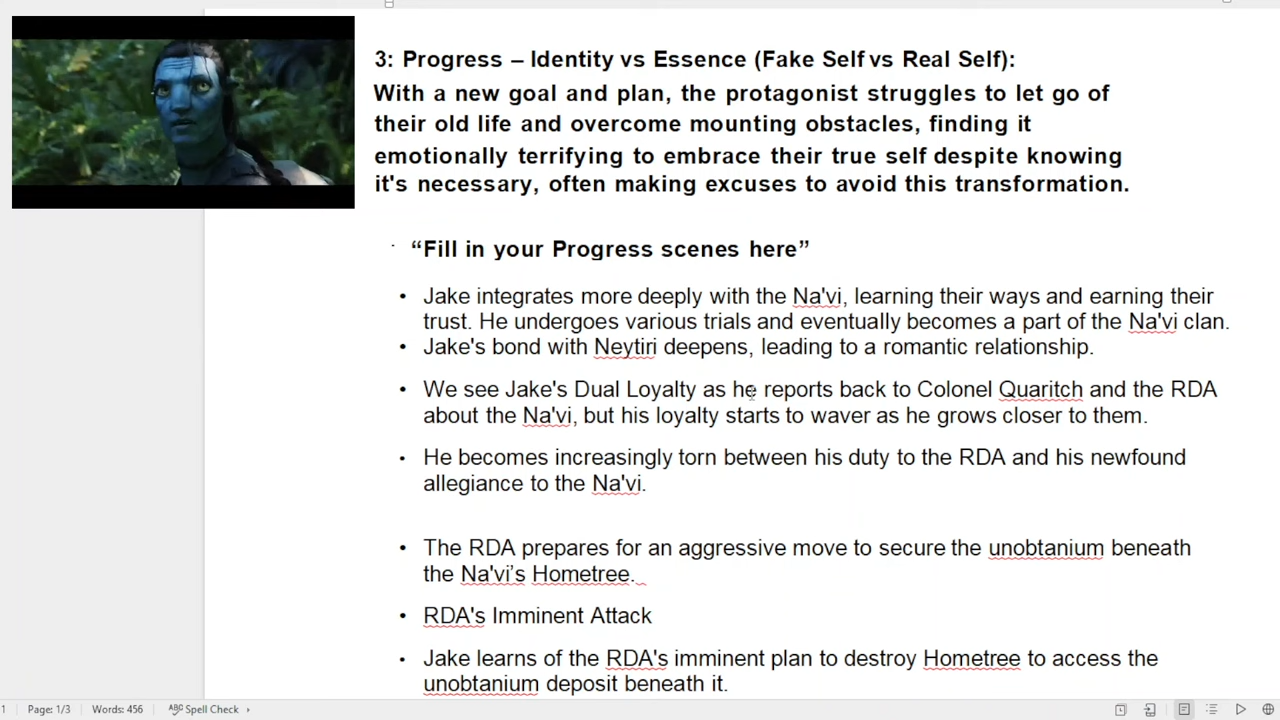 3: Progress – Identity vs Essence (Fake Self vs Real Self):
With a new goal and plan, the protagonist struggles to let go of
their old life and overcome mounting obstacles, finding it
emotionally terrifying to embrace their true self despite knowing
it's necessary, often making excuses to avoid this transformation.
· “Fill in your Progress scenes here”
• Jake integrates more deeply with the Na'vi, learning their ways and earning their
trust. He undergoes various trials and eventually becomes a part of the Na'vi clan.
• Jake's bond with Neytiri deepens, leading to a romantic relationship.
• We see Jake's Dual Loyalty as he reports back to Colonel Quaritch and the RDA
about the Na'vi, but his loyalty starts to waver as he grows closer to them.
• He becomes increasingly torn between his duty to the RDA and his newfound
allegiance to the Na'vi.
• The RDA prepares for an aggressive move to secure the unobtanium beneath
the Na'vi’s Hometree.
• RDA's Imminent Attack
• Jake learns of the RDA's imminent plan to destroy Hometree to access the
unobtanium deposit beneath it.
1 Page: 1/3 Words: 456 ABC Spell Check